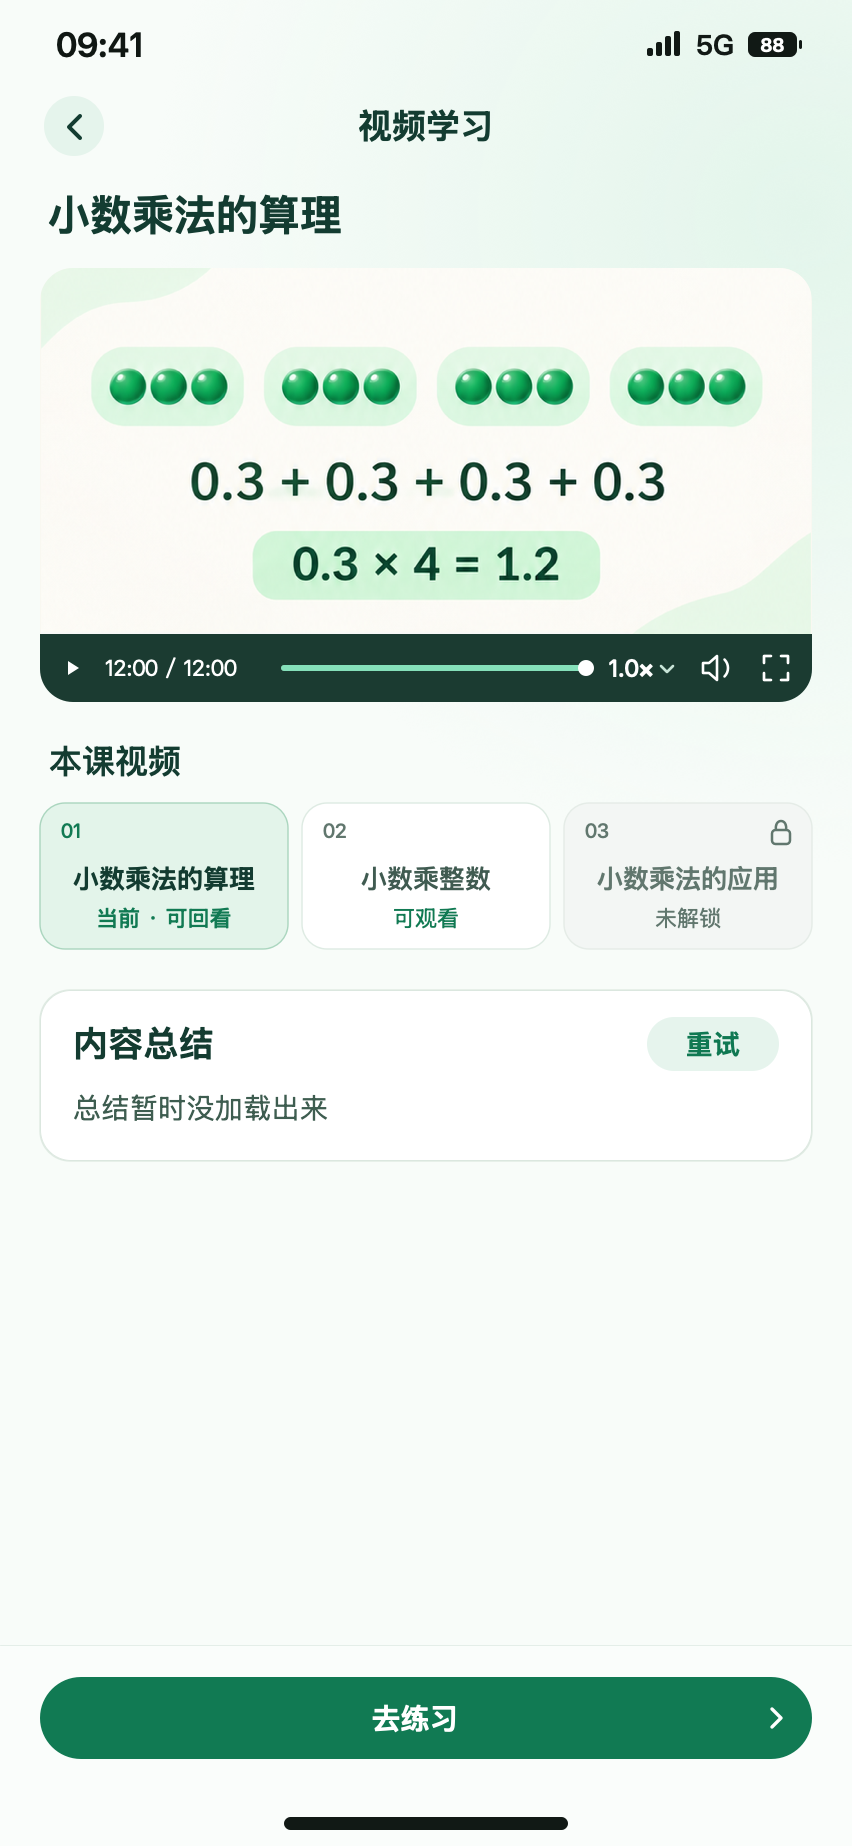 09:41
5G 88
视频学习
小数乘法的算理
0.3 + 0.3 + 0.3 + 0.3
0.3 × 4 = 1.2
12:00 / 12:00 1.0×
本课视频
01
小数乘法的算理
当前 · 可回看
02
小数乘整数
可观看
03
小数乘法的应用
未解锁
内容总结
重试
总结暂时没加载出来
去练习